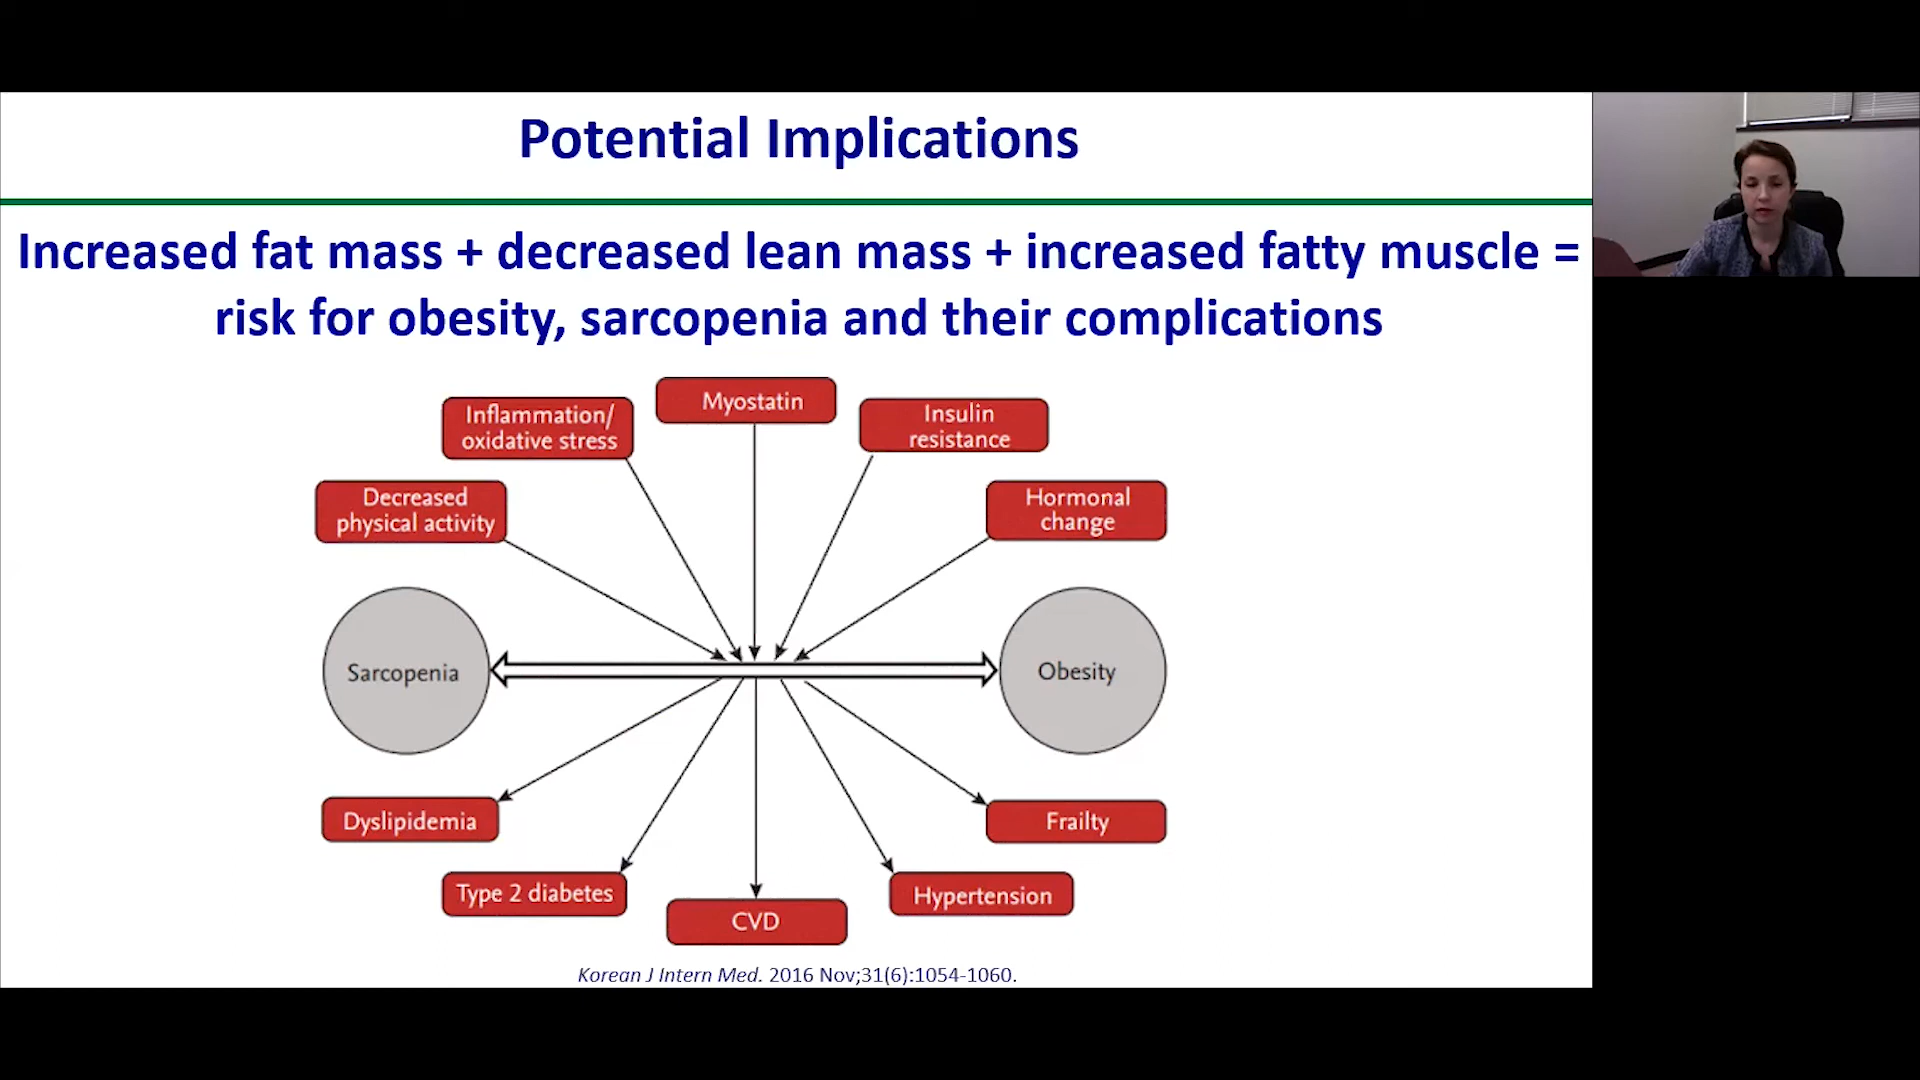 Potential Implications
Increased fat mass + decreased lean mass + increased fatty muscle =
risk for obesity, sarcopenia and their complications
Myostatin
Inflammation/
oxidative stress
Insulin
resistance
Decreased
physical activity
Hormonal
change
Sarcopenia
Obesity
Dyslipidemia
Frailty
Type 2 diabetes
Hypertension
CVD
Korean J Intern Med. 2016 Nov;31(6):1054-1060.